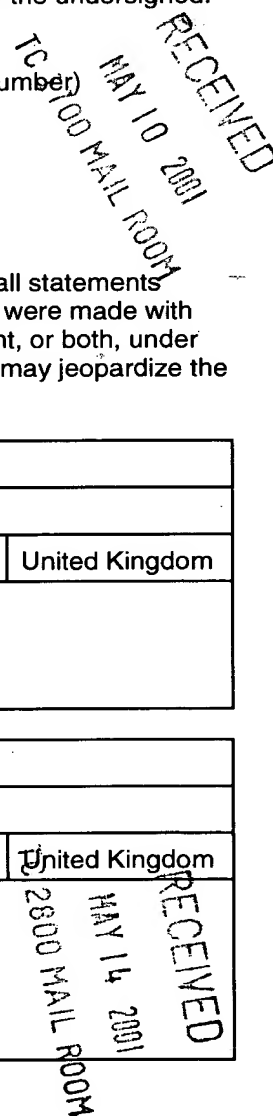 the undersigned.
umber)
RECEIVED
MAY 10 2001
TC 1700 MAIL ROOM
all statements
were made with
nt, or both, under
may jeopardize the
United Kingdom
United Kingdom
RECEIVED
MAY 14 2001
2800 MAIL ROOM